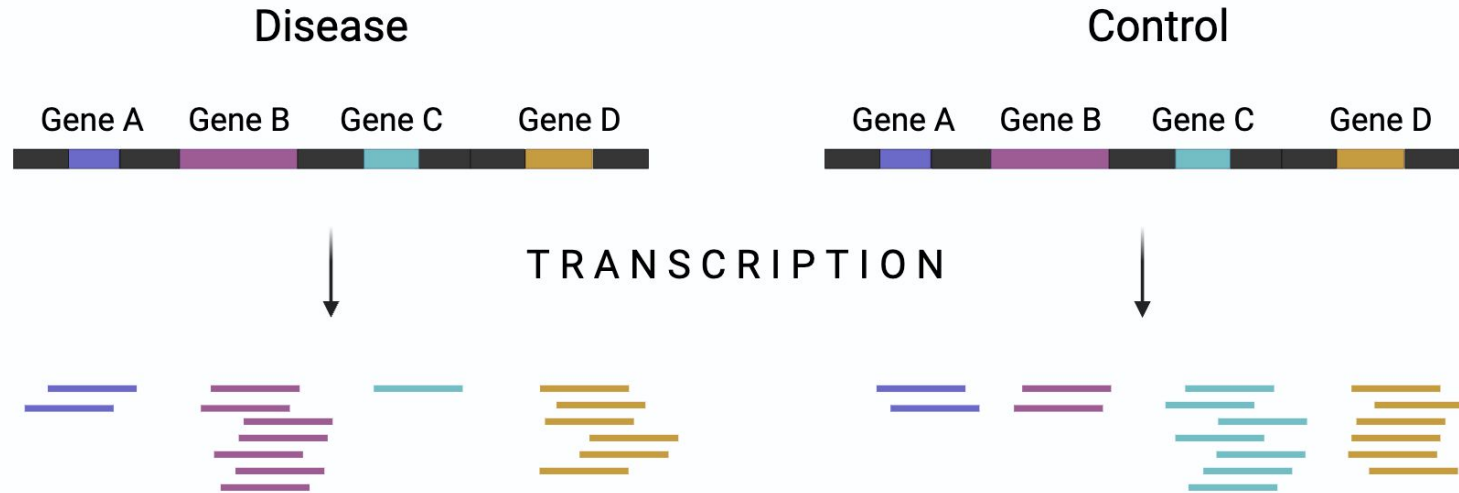 Disease Control
Gene A Gene B Gene C Gene D Gene A Gene B Gene C Gene D
TRANSCRIPTION